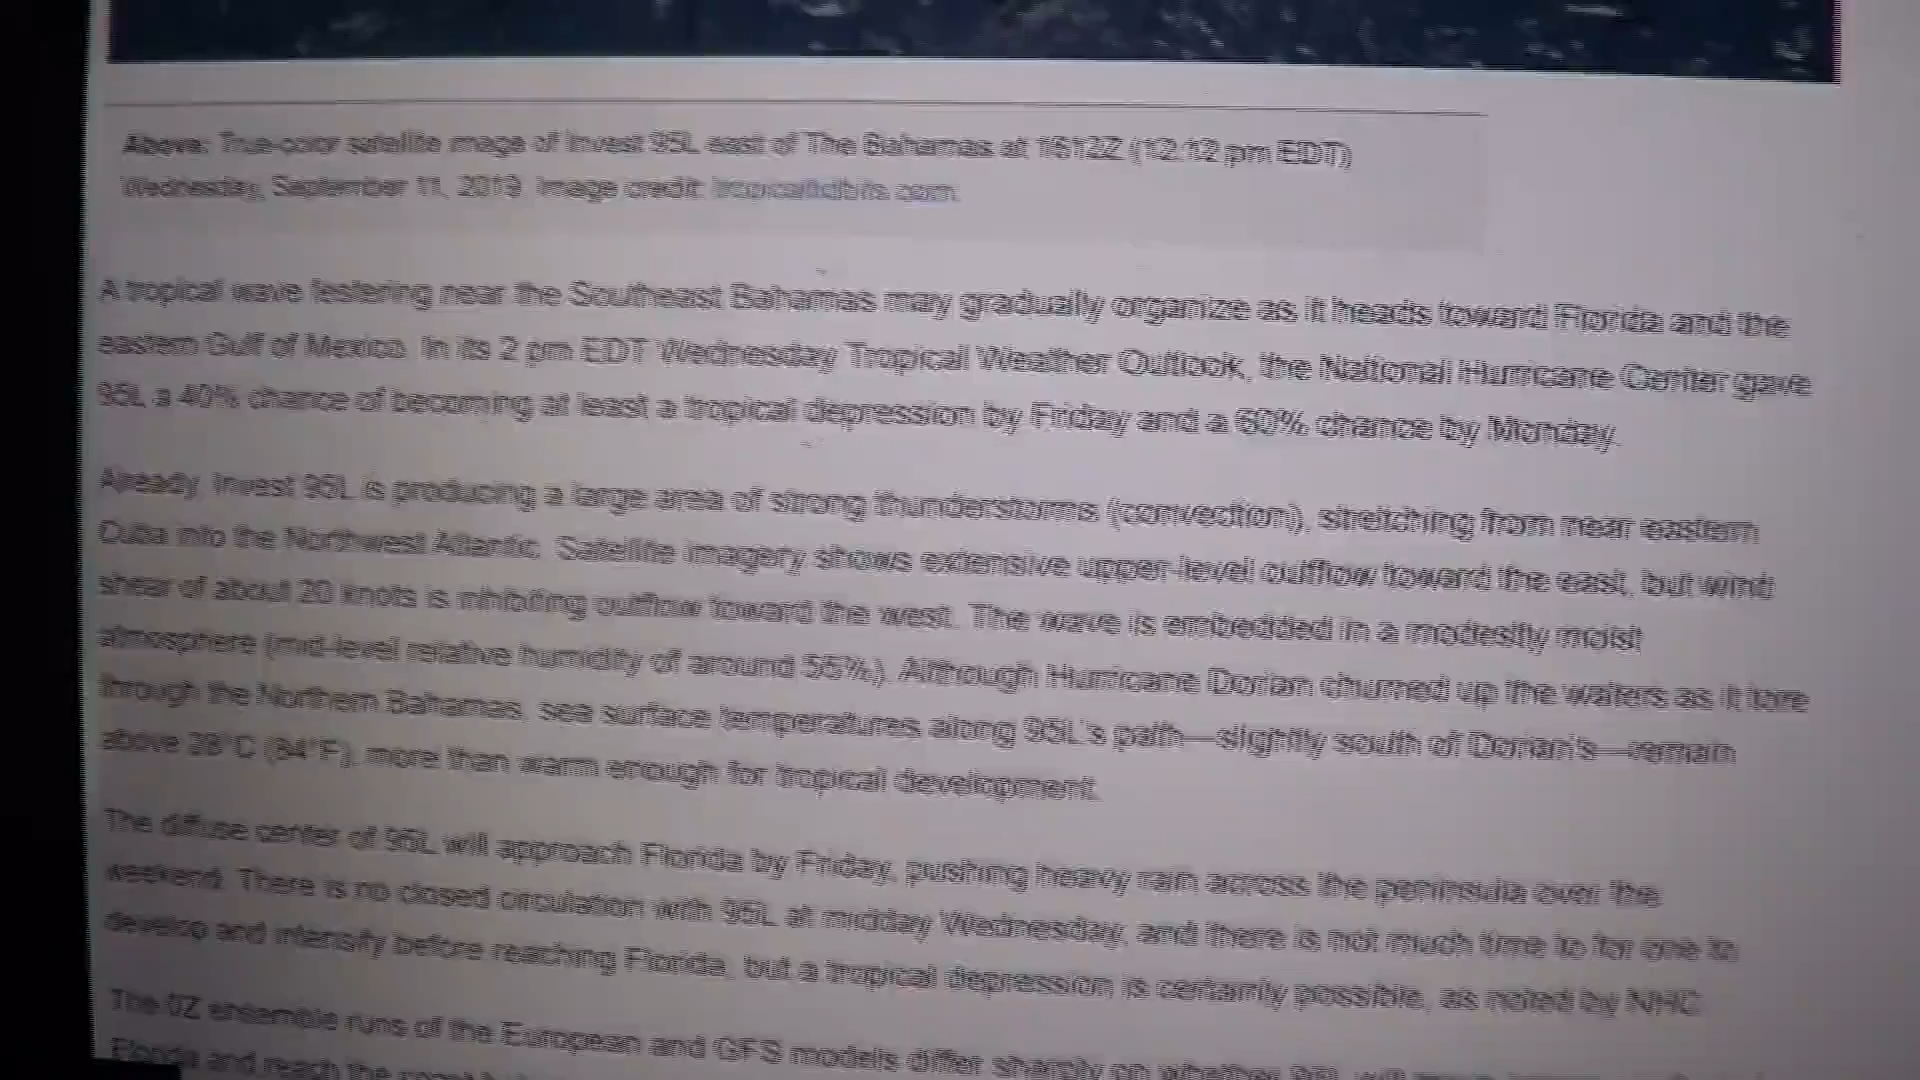 Above: True-color satellite image of Invest 95L east of The Bahamas at 1612Z (12:12 pm EDT)
Wednesday, September 11, 2019. Image credit: tropicaltidbits.com.
A tropical wave festering near the Southeast Bahamas may gradually organize as it heads toward Florida and the
eastern Gulf of Mexico. In its 2 pm EDT Wednesday Tropical Weather Outlook, the National Hurricane Center gave
95L a 40% chance of becoming at least a tropical depression by Friday and a 60% chance by Monday.
Already, Invest 95L is producing a large area of strong thunderstorms (convection), stretching from near eastern
Cuba into the Northwest Atlantic. Satellite imagery shows extensive upper-level outflow toward the east, but wind
shear of about 20 knots is inhibiting outflow toward the west. The wave is embedded in a modestly moist
atmosphere (mid-level relative humidity of around 55%.). Although Hurricane Dorian churned up the waters as it tore
through the Northern Bahamas, sea surface temperatures along 95L's path—slightly south of Dorian's—remain
above (84°F), more than warm enough for tropical development.
The diffuse center of 95L will approach Florida by Friday, pushing heavy rain across the peninsula over the
weekend. There is no closed circulation with 95L at midday Wednesday, and there is not much time to for one to
develop and intensify before reaching Florida, but a tropical depression is certainly possible, as noted by NHC.
The 0Z ensemble runs of the European and GFS models differ sharply on whether 95L will
Florida and reach the